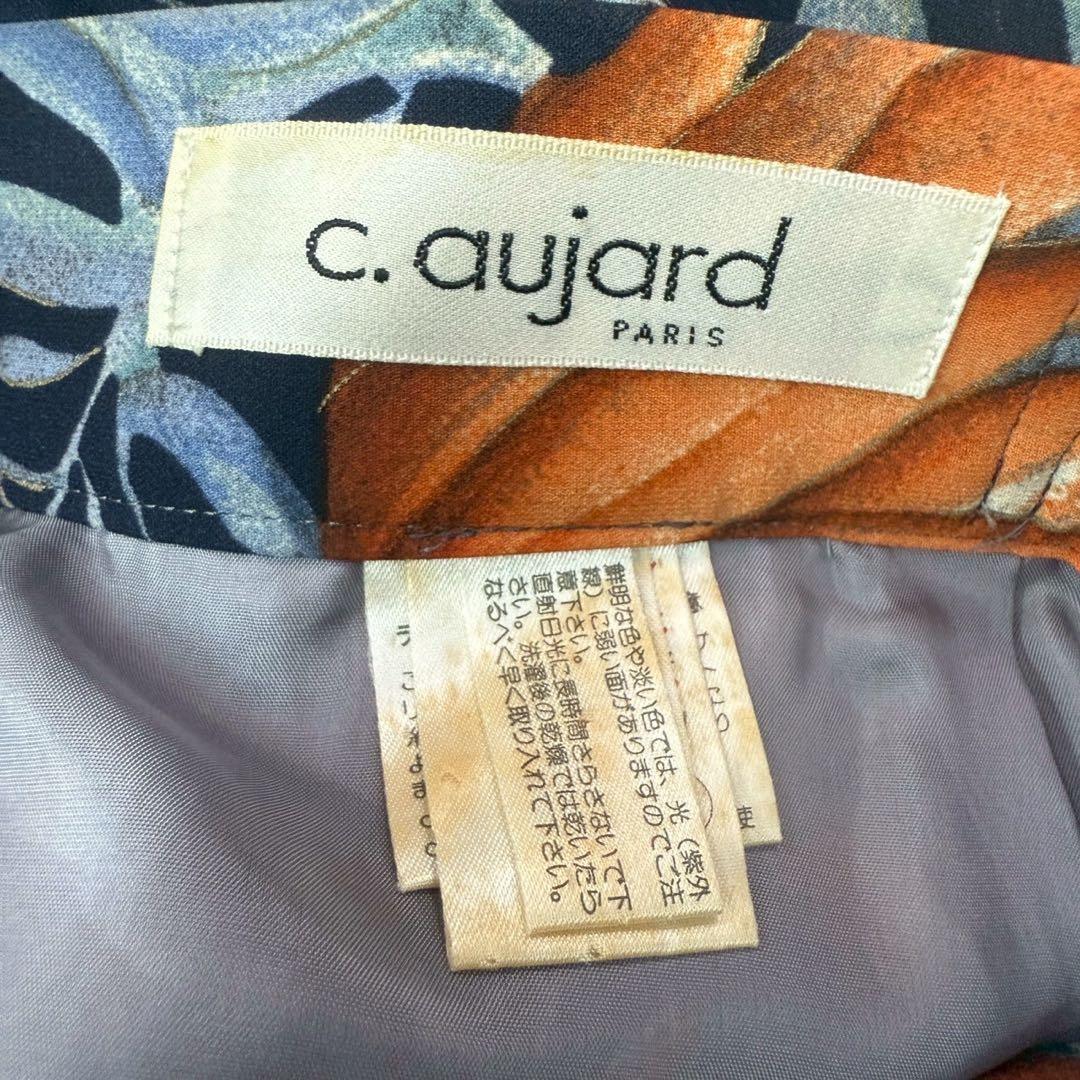 c. aujard
PARIS
鮮明な色や淡い色では、光（紫外
線）に弱い面がありますのでご注
意下さい。
直射日光に長時間さらさないで下
さい。 洗濯後の乾燥では乾いたら
なるべく早く取り入れて下さい。